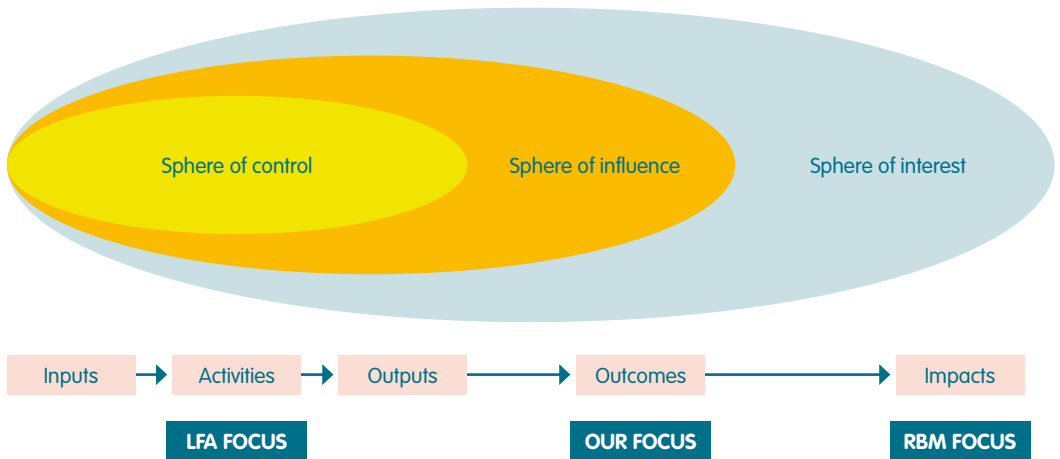 Sphere of control
Sphere of influence
Sphere of interest
Inputs
Activities
Outputs
Outcomes
Impacts
LFA FOCUS
OUR FOCUS
RBM FOCUS